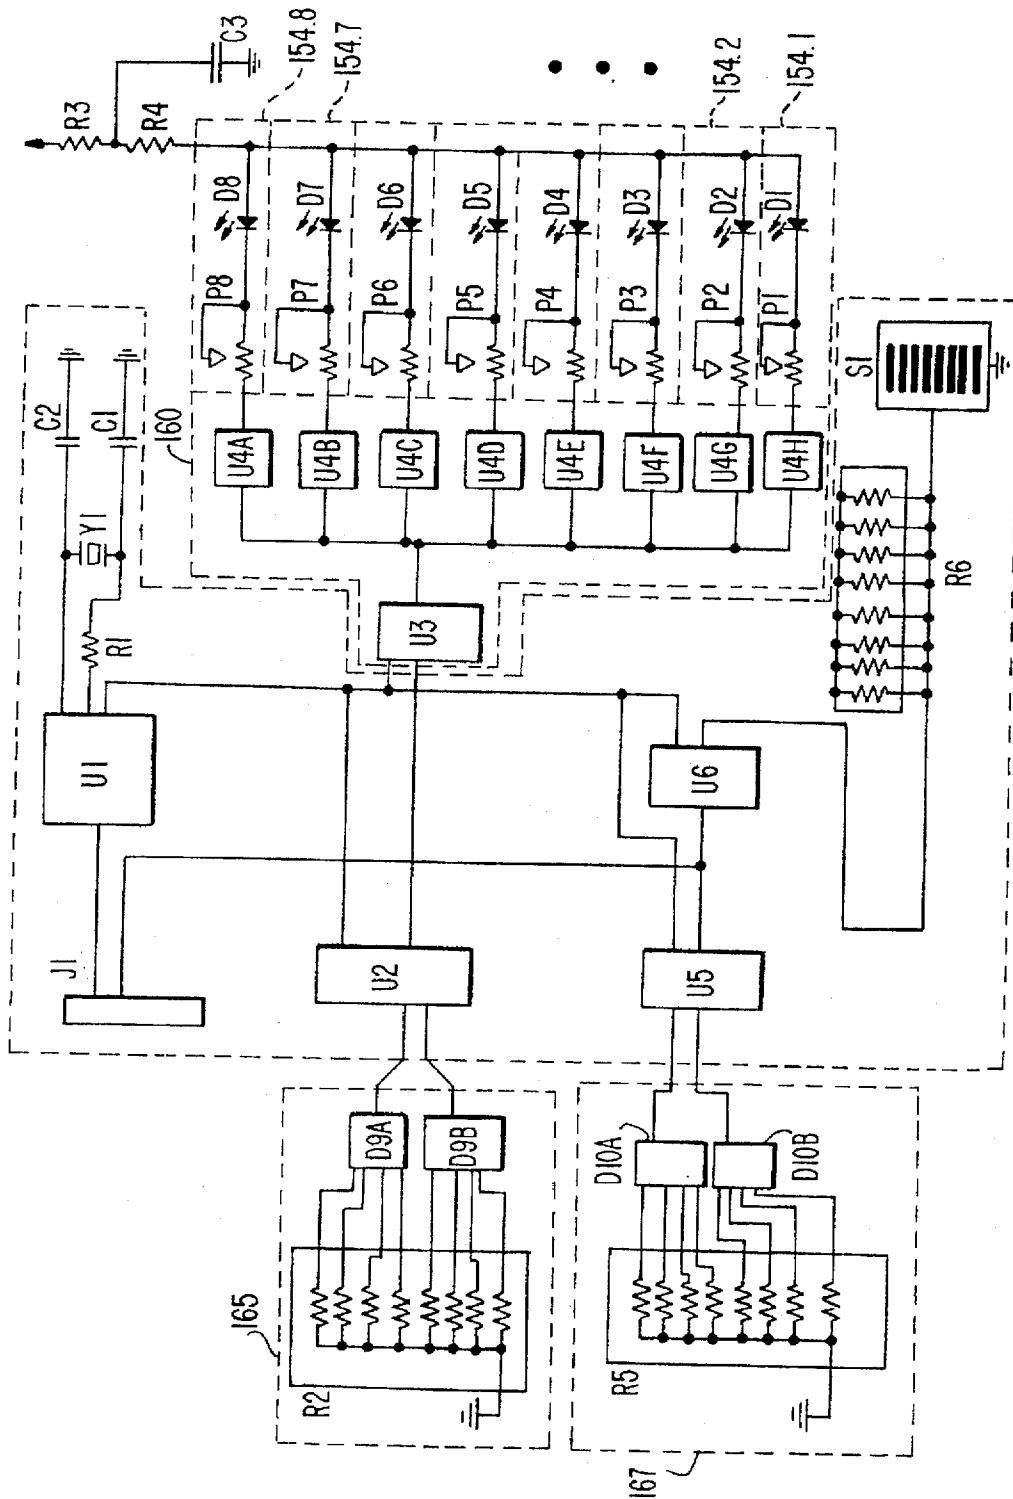 R3
R4
C3
154.8
154.7
154.2
154.1
D8
D7
D6
D5
D4
D3
D2
D1
P8
P7
P6
P5
P4
P3
P2
P1
160
U4A
U4B
U4C
U4D
U4E
U4F
U4G
U4H
C2
C1
Y1
R1
U1
U3
S1
R6
U6
J1
U2
U5
D9A
D9B
D10A
D10B
165
R2
R5
167